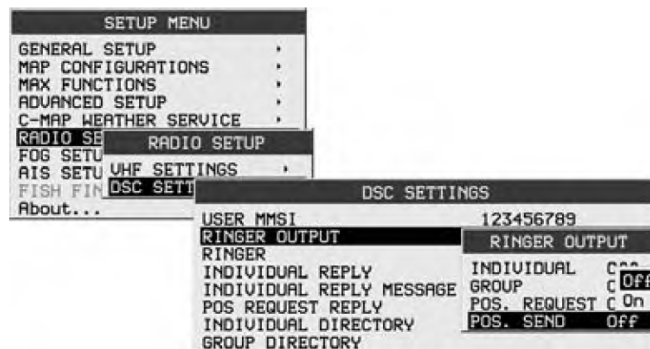 SETUP MENU
GENERAL SETUP
MAP CONFIGURATIONS
MAX FUNCTIONS
ADVANCED SETUP
C-MAP WEATHER SERVICE
RADIO SE
FOG SETU
AIS SETU
FISH FIN
About...
RADIO SETUP
VHF SETTINGS
DSC SETT
DSC SETTINGS
USER MMSI 123456789
RINGER OUTPUT
RINGER
INDIVIDUAL REPLY
INDIVIDUAL REPLY MESSAGE
POS REQUEST REPLY
INDIVIDUAL DIRECTORY
GROUP DIRECTORY
RINGER OUTPUT
INDIVIDUAL
GROUP
POS. REQUEST
POS. SEND Off
Off
On